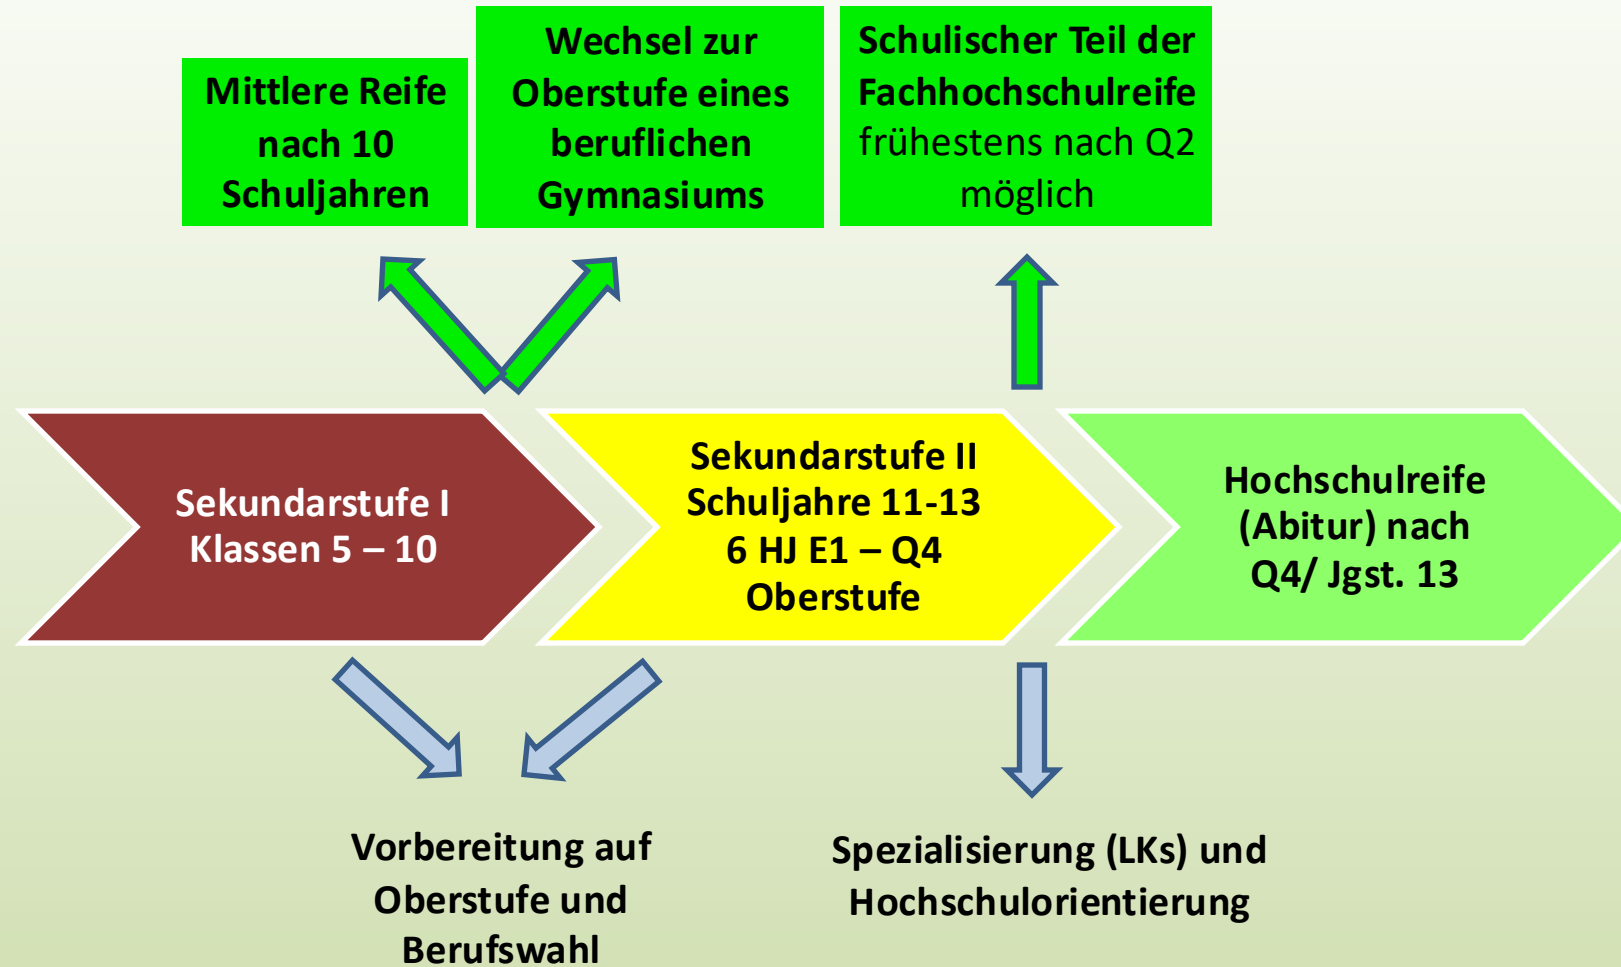 Mittlere Reife
nach 10
Schuljahren
Wechsel zur
Oberstufe eines
beruflichen
Gymnasiums
Schulischer Teil der
Fachhochschulreife
frühestens nach Q2
möglich
Sekundarstufe I
Klassen 5 – 10
Sekundarstufe II
Schuljahre 11-13
6 HJ E1 – Q4
Oberstufe
Hochschulreife
(Abitur) nach
Q4/ Jgst. 13
Vorbereitung auf
Oberstufe und
Berufswahl
Spezialisierung (LKs) und
Hochschulorientierung